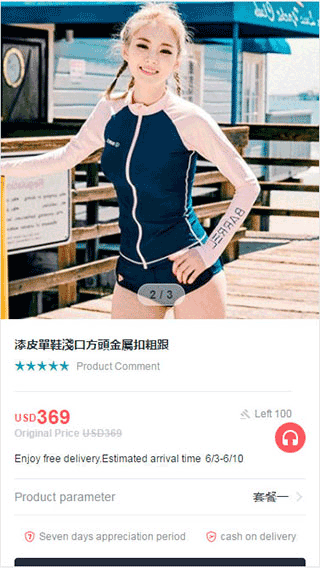 2 / 3
漆皮單鞋淺口方頭金屬扣粗跟
Product Comment
USD369
Left 100
Original Price USD369
Enjoy free delivery.Estimated arrival time 6/3-6/10
Product parameter
套餐一
Seven days appreciation period
cash on delivery